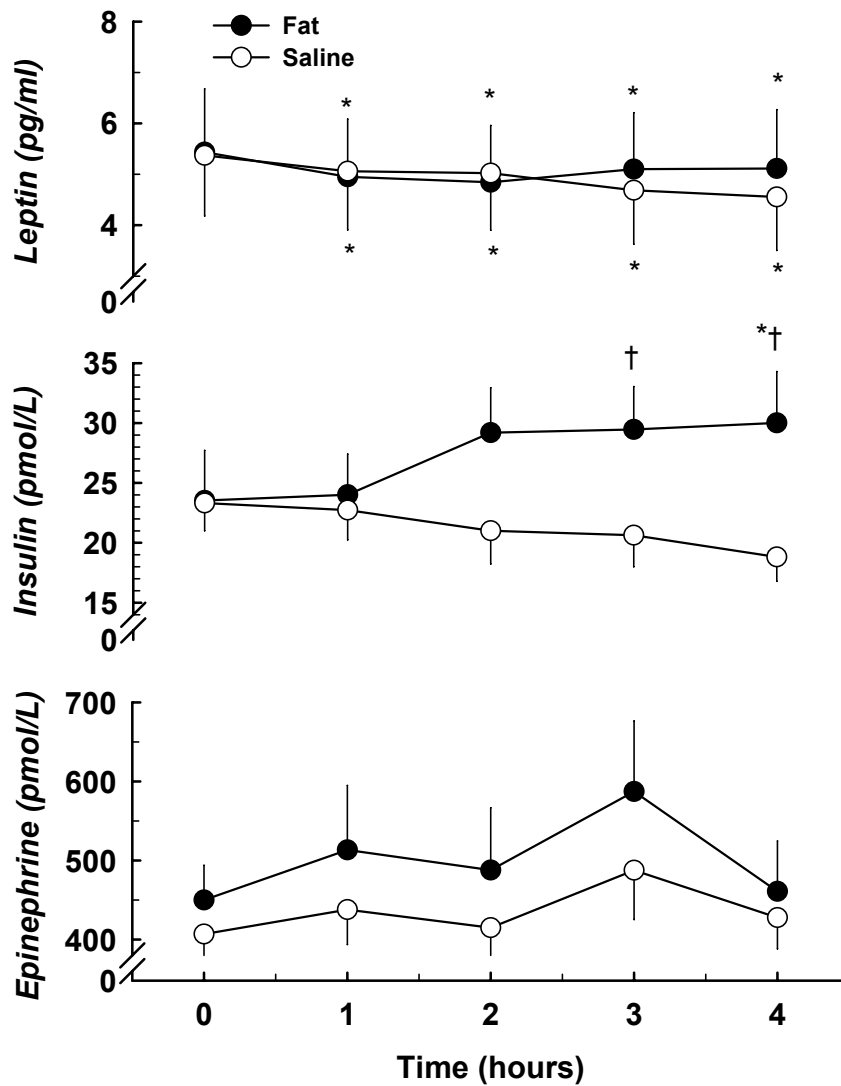 Fat
Saline
Leptin (pg/ml)
8
6
4
0
* * * *
* * * *
Insulin (pmol/L)
35
30
25
20
15
0
† *†
Epinephrine (pmol/L)
700
600
500
400
0
0 1 2 3 4
Time (hours)